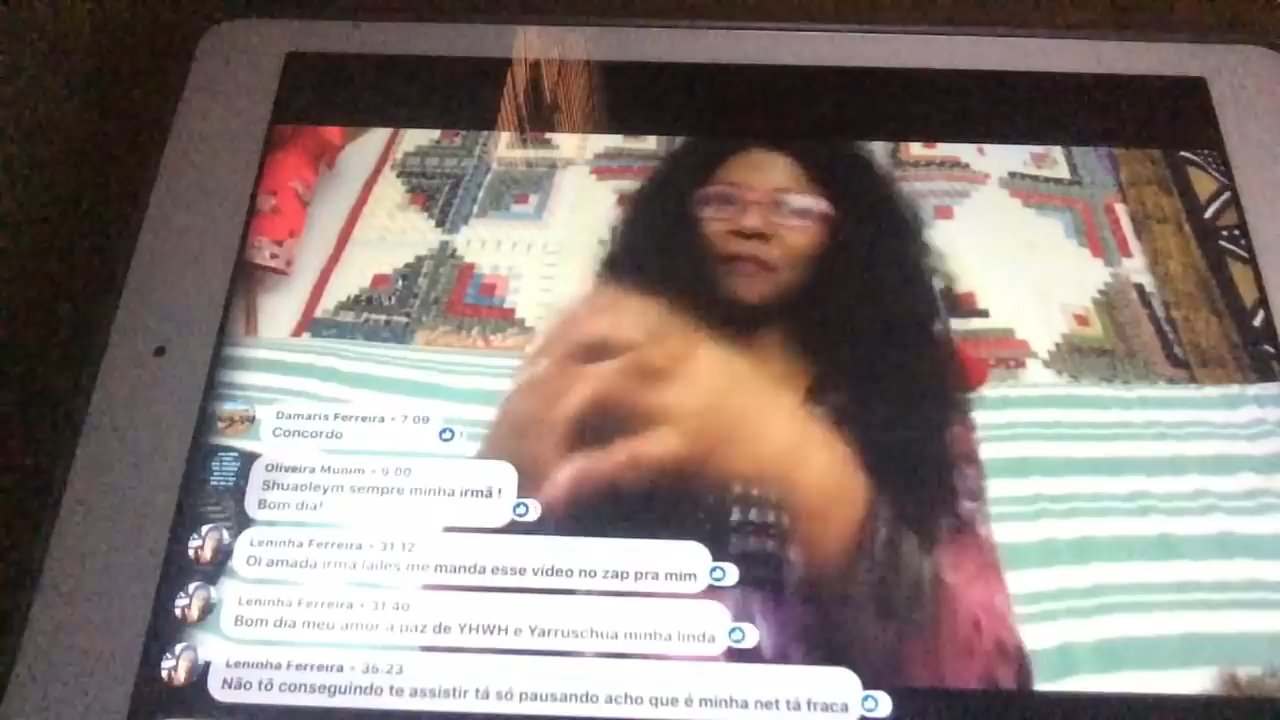 Damaris Ferreira • 7:09
Concordo
Oliveira Munim • 9:00
Shuaoleym sempre minha irmã !
Bom dia!
Leninha Ferreira • 31:12
Oi amada irma me manda esse vídeo no zap pra mim
Leninha Ferreira • 31:40
Bom dia meu amor a paz de YHWH e Yarruschua minha linda
Leninha Ferreira • 36:23
Não tô conseguindo te assistir tá só pausando acho que é minha net tá fraca